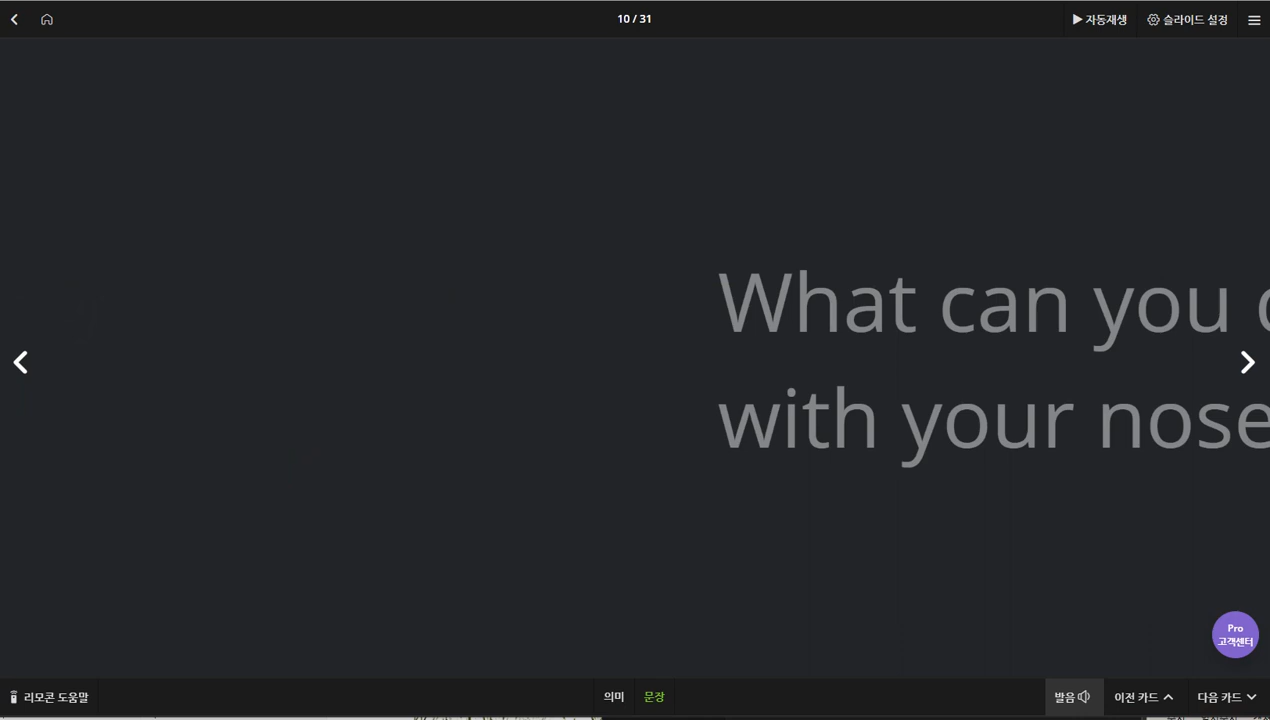 10 / 31
자동재생
슬라이드 설정
What can you
with your nose
Pro
고객센터
리모콘 도움말
의미
문장
발음
이전 카드
다음 카드